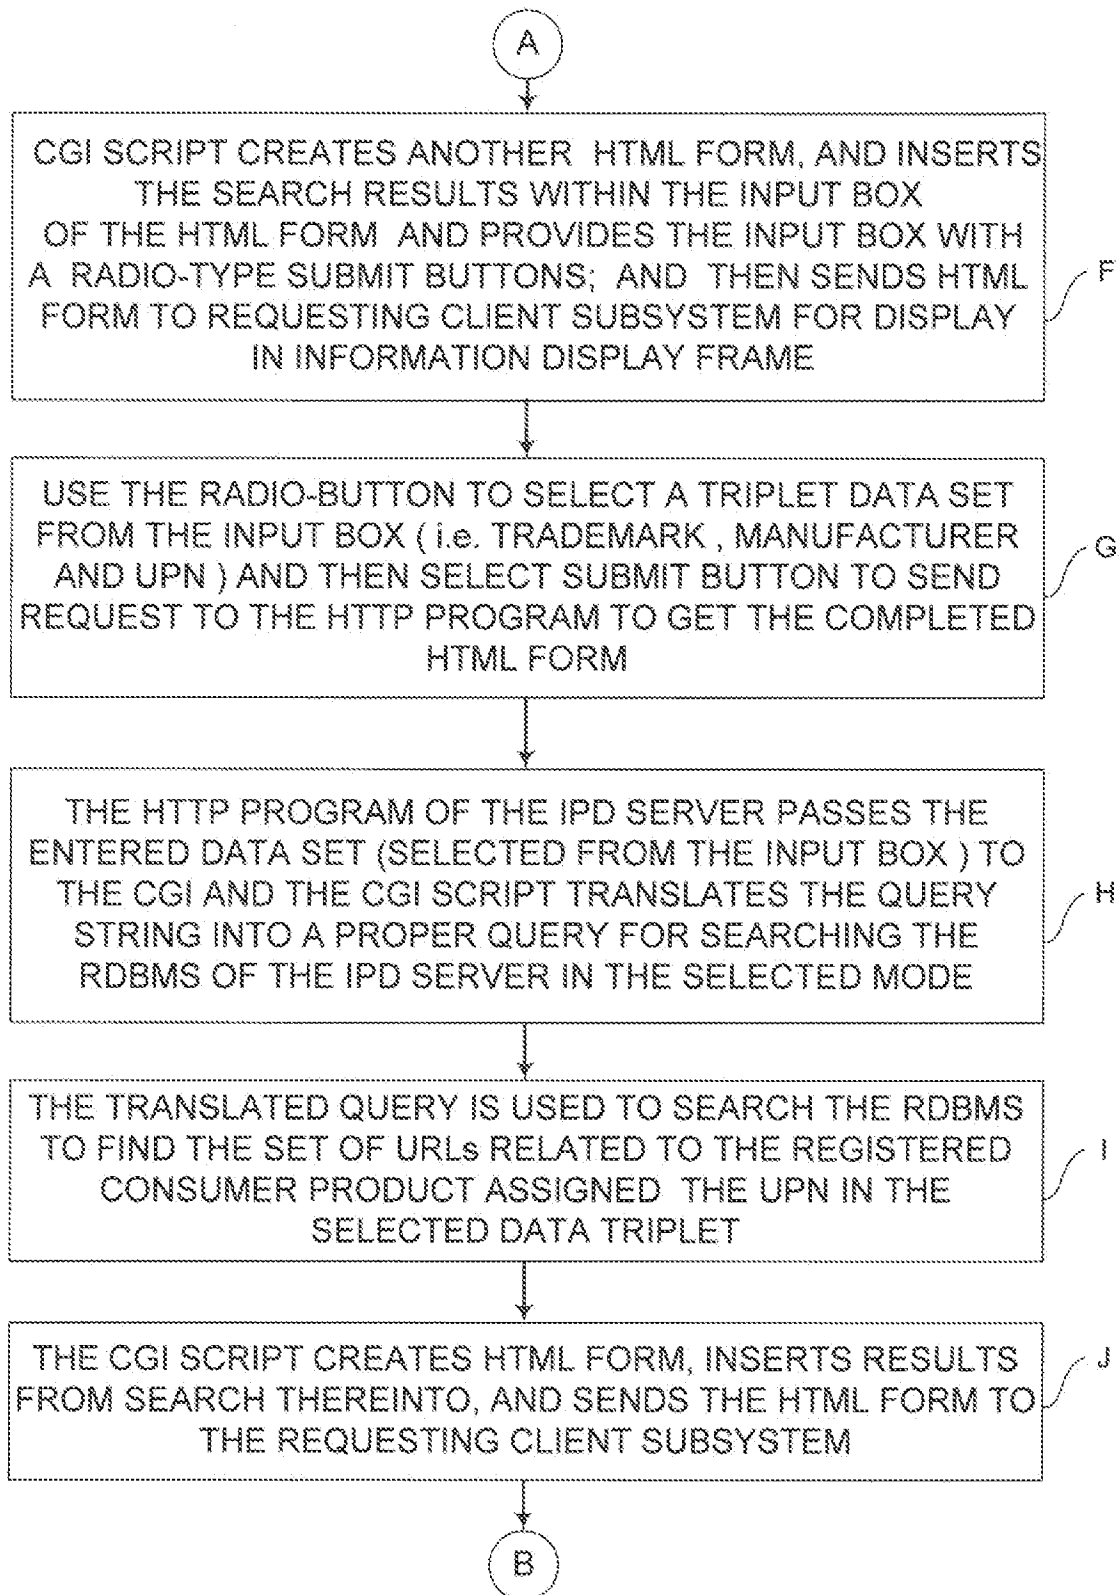 A
CGI SCRIPT CREATES ANOTHER HTML FORM, AND INSERTS
THE SEARCH RESULTS WITHIN THE INPUT BOX
OF THE HTML FORM AND PROVIDES THE INPUT BOX WITH
A RADIO-TYPE SUBMIT BUTTONS; AND THEN SENDS HTML
FORM TO REQUESTING CLIENT SUBSYSTEM FOR DISPLAY
IN INFORMATION DISPLAY FRAME
F
USE THE RADIO-BUTTON TO SELECT A TRIPLET DATA SET
FROM THE INPUT BOX ( i.e. TRADEMARK , MANUFACTURER
AND UPN ) AND THEN SELECT SUBMIT BUTTON TO SEND
REQUEST TO THE HTTP PROGRAM TO GET THE COMPLETED
HTML FORM
G
THE HTTP PROGRAM OF THE IPD SERVER PASSES THE
ENTERED DATA SET (SELECTED FROM THE INPUT BOX ) TO
THE CGI AND THE CGI SCRIPT TRANSLATES THE QUERY
STRING INTO A PROPER QUERY FOR SEARCHING THE
RDBMS OF THE IPD SERVER IN THE SELECTED MODE
H
THE TRANSLATED QUERY IS USED TO SEARCH THE RDBMS
TO FIND THE SET OF URLs RELATED TO THE REGISTERED
CONSUMER PRODUCT ASSIGNED THE UPN IN THE
SELECTED DATA TRIPLET
I
THE CGI SCRIPT CREATES HTML FORM, INSERTS RESULTS
FROM SEARCH THEREINTO, AND SENDS THE HTML FORM TO
THE REQUESTING CLIENT SUBSYSTEM
J
B